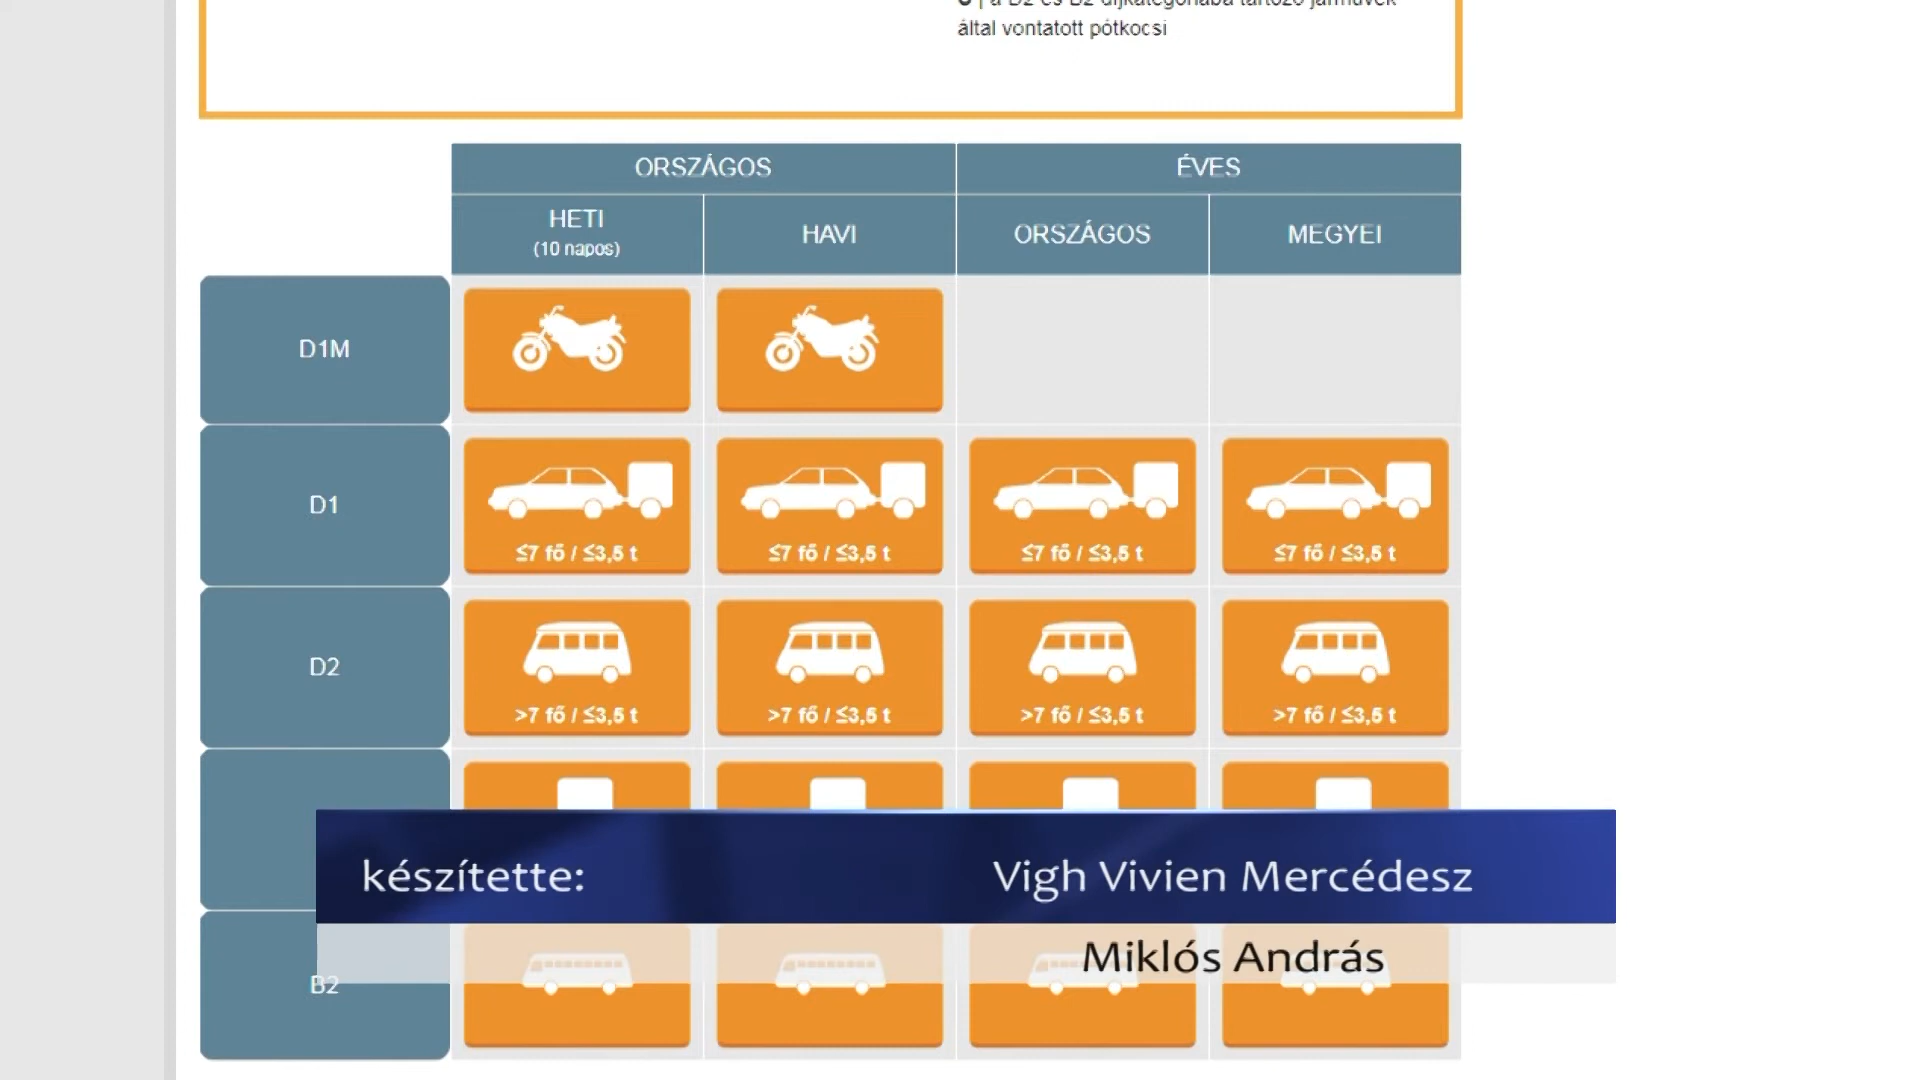 által vontatott pótkocsi
ORSZÁGOS
ÉVES
HETI
(10 napos)
HAVI
ORSZÁGOS
MEGYEI
D1M
D1
≤7 fő / ≤3,5 t
≤7 fő / ≤3,5 t
≤7 fő / ≤3,5 t
≤7 fő / ≤3,5 t
D2
>7 fő / ≤3,5 t
>7 fő / ≤3,5 t
>7 fő / ≤3,5 t
>7 fő / ≤3,5 t
készítette:
Vigh Vivien Mercédesz
Miklós András
B2